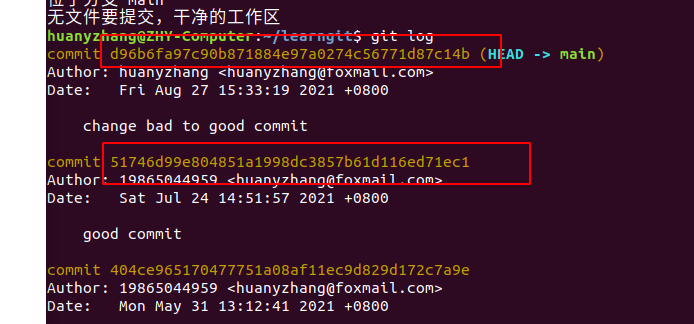 位于分支 main
无文件要提交，干净的工作区
huanyzhang@ZHY-Computer:~/learngit$ git log
commit d96b6fa97c90b871884e97a0274c56771d87c14b (HEAD -> main)
Author: huanyzhang <huanyzhang@foxmail.com>
Date:   Fri Aug 27 15:33:19 2021 +0800
change bad to good commit
commit 51746d99e804851a1998dc3857b61d116ed71ec1
Author: 19865044959 <huanyzhang@foxmail.com>
Date:   Sat Jul 24 14:51:57 2021 +0800
good commit
commit 404ce965170477751a08af11ec9d829d172c7a9e
Author: 19865044959 <huanyzhang@foxmail.com>
Date:   Mon May 31 13:12:41 2021 +0800